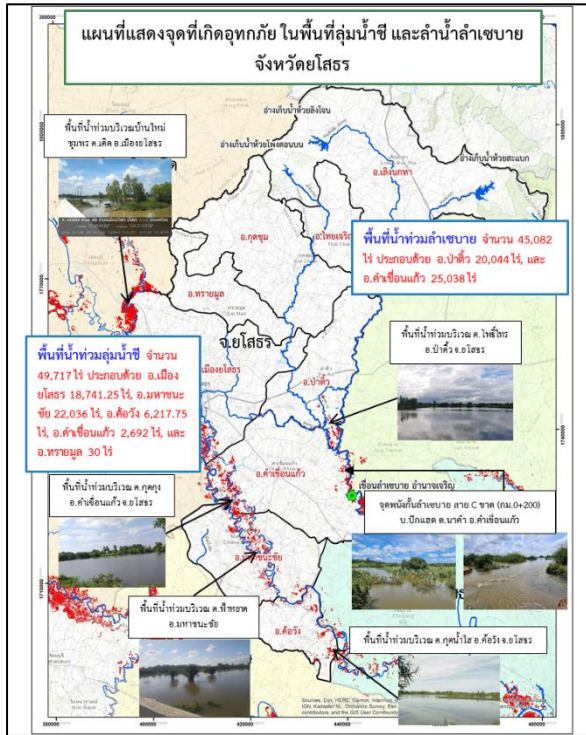 แผนที่แสดงจุดที่เกิดอุทกภัย ในพื้นที่ลุ่มน้ำชี และลำน้ำลำเซบาย
จังหวัดยโสธร
พื้นที่น้ำท่วมบริเวณบ้านใหม่
ชุมพร ต.เดิด อ.เมืองยโสธร
อ่างเก็บน้ำห้วยลิงโจน
อ่างเก็บน้ำห้วยโพงตอนบน
อ่างเก็บน้ำห้วยสะแบก
อ.เลิงนกทา
อ.กุดชุม
อ.ไทยเจริญ
พื้นที่น้ำท่วมลำเซบาย จำนวน 45,082
ไร่ ประกอบด้วย อ.ป่าติ้ว 20,044 ไร่, และ
อ.คำเขื่อนแก้ว 25,038 ไร่
อ.ทรายมูล
จ.ยโสธร
พื้นที่น้ำท่วมบริเวณ ต.โพธิ์ไทร
อ.ป่าติ้ว จ.ยโสธร
พื้นที่น้ำท่วมลุ่มน้ำชี จำนวน
49,717 ไร่ ประกอบด้วย อ.เมือง
ยโสธร 18,741.25 ไร่, อ.มหาชนะ
ชัย 22,036 ไร่, อ.ค้อวัง 6,217.75
ไร่, อ.คำเขื่อนแก้ว 2,692 ไร่, และ
อ.ทรายมูล 30 ไร่
เมืองยโสธร
อ.ป่าติ้ว
อ.คำเขื่อนแก้ว
เขื่อนลำเซบาย อำนาจเจริญ
พื้นที่น้ำท่วมบริเวณ ต.กุดกุง
อ.คำเขื่อนแก้ว จ.ยโสธร
จุดพนังกั้นลำเซบาย สาย C ขาด (กม.0+200)
บ.ปึกแฮด ต.นาคำ อ.คำเขื่อนแก้ว
อ.มหาชนะชัย
พื้นที่น้ำท่วมบริเวณ ต.ฟ้าหยาด
อ.มหาชนะชัย
อ.ค้อวัง
พื้นที่น้ำท่วมบริเวณ ต.กุดน้ำใส อ.ค้อวัง จ.ยโสธร